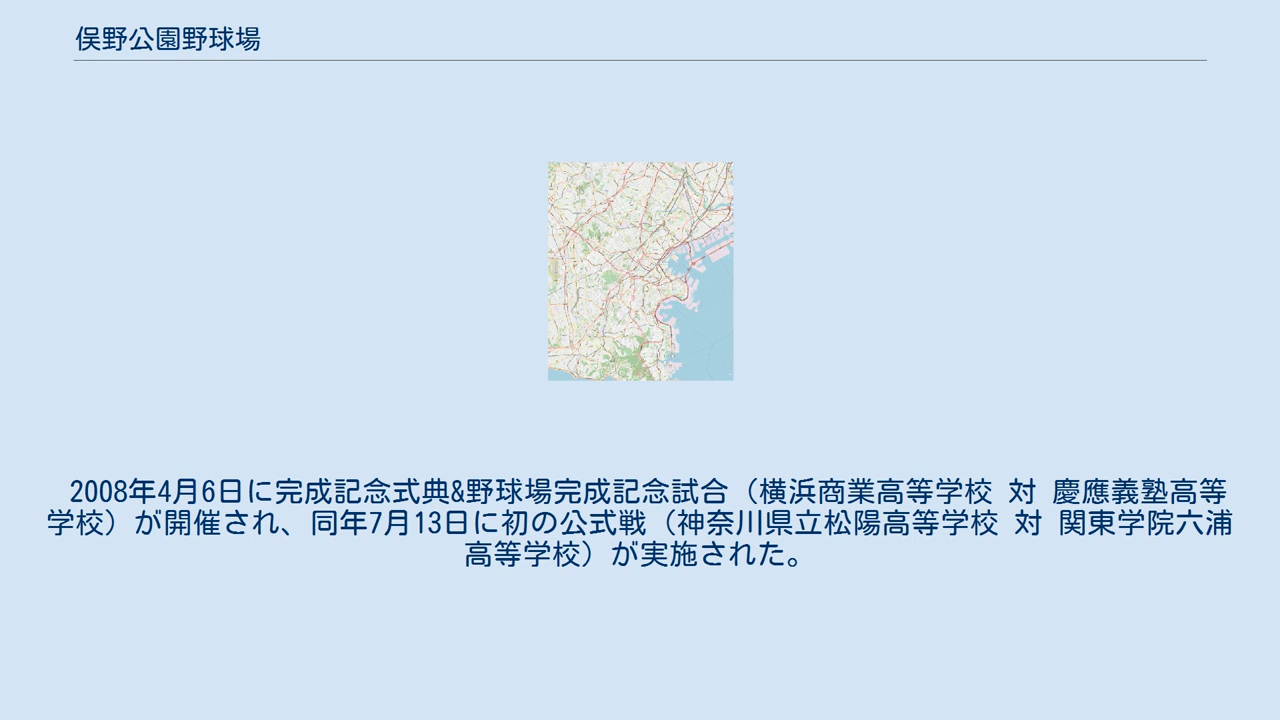 俣野公園野球場
2008年4月6日に完成記念式典&野球場完成記念試合（横浜商業高等学校 対 慶應義塾高等
学校）が開催され、同年7月13日に初の公式戦（神奈川県立松陽高等学校 対 関東学院六浦
高等学校）が実施された。